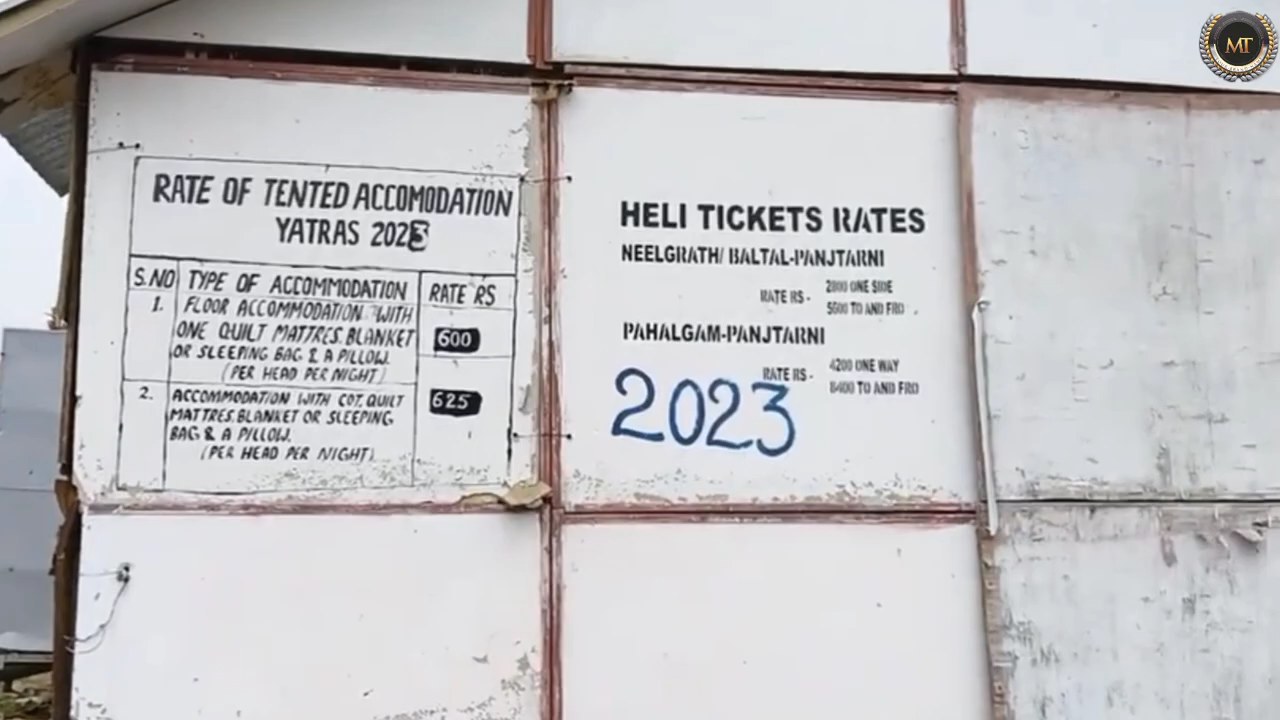 MT
RATE OF TENTED ACCOMODATION
YATRAS 2023
S.NO TYPE OF ACCOMMODATION RATE RS
1. FLOOR ACCOMMODATION WITH
ONE QUILT MATTRES. BLANKET
OR SLEEPING BAG & A PILLOW.
(PER HEAD PER NIGHT)
600
2. ACCOMMODATION WITH COT, QUILT
MATTRES. BLANKET OR SLEEPING
BAG & A PILLOW.
(PER HEAD PER NIGHT)
625
HELI TICKETS RATES
NEELGRATH/ BALTAL-PANJTARNI
RATE RS - 2800 ONE SIDE
5600 TO AND FRO
PAHALGAM-PANJTARNI
RATE RS - 4200 ONE WAY
8400 TO AND FRO
2023